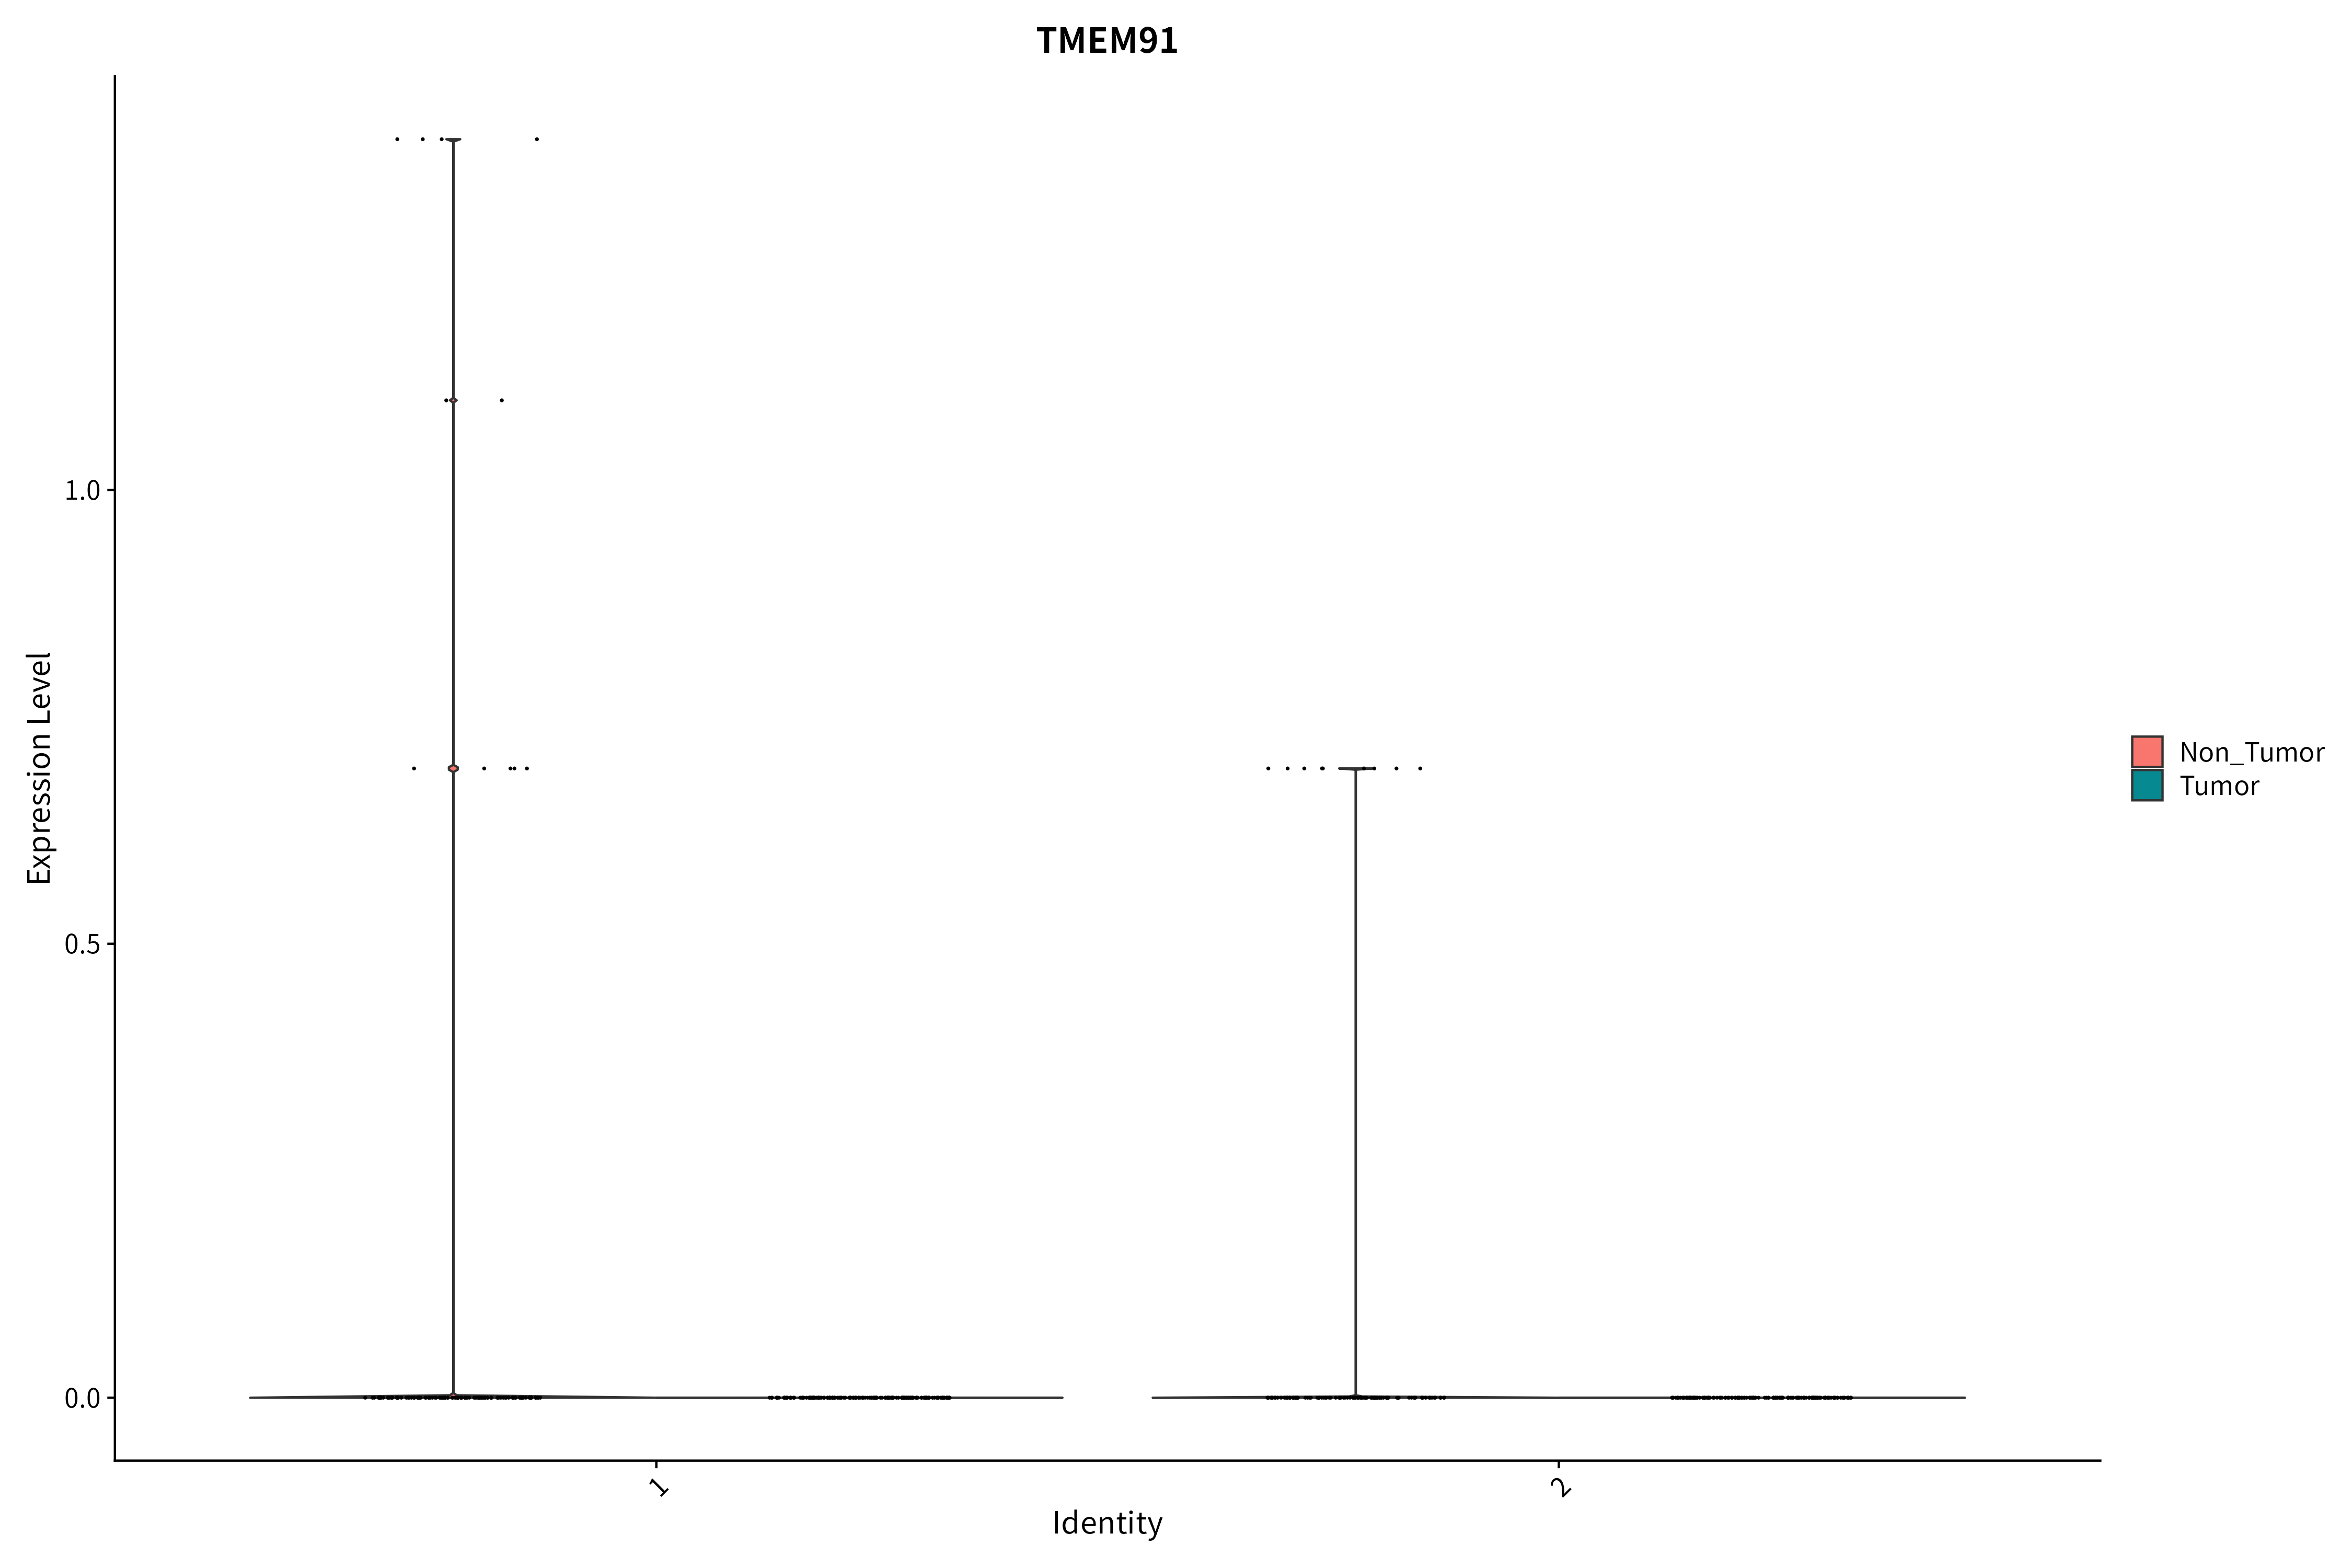 TMEM91
Expression Level
1.0
0.5
0.0
1
2
Identity
Non_Tumor
Tumor